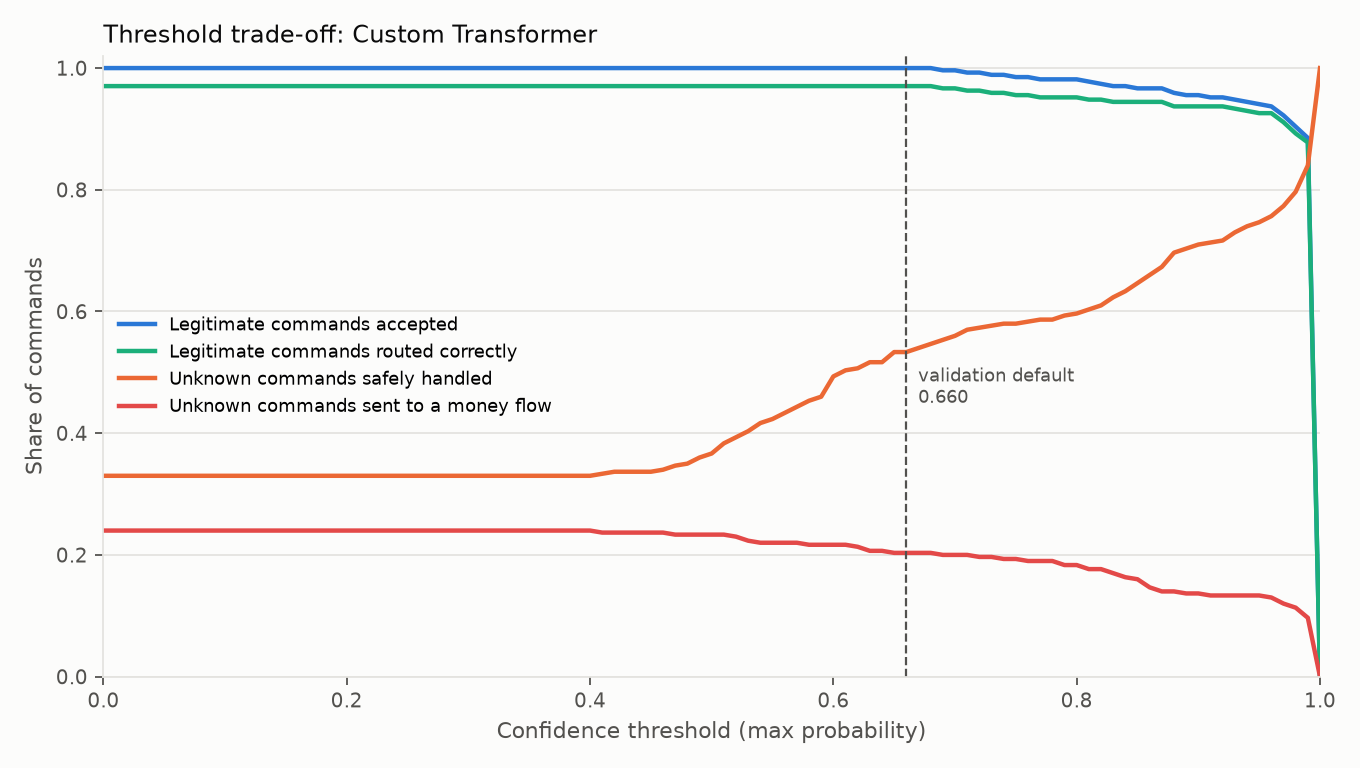 Threshold trade-off: Custom Transformer
1.0
0.8
0.6
0.4
0.2
0.0
Share of commands
Legitimate commands accepted
Legitimate commands routed correctly
Unknown commands safely handled
Unknown commands sent to a money flow
validation default
0.660
0.0 0.2 0.4 0.6 0.8 1.0
Confidence threshold (max probability)